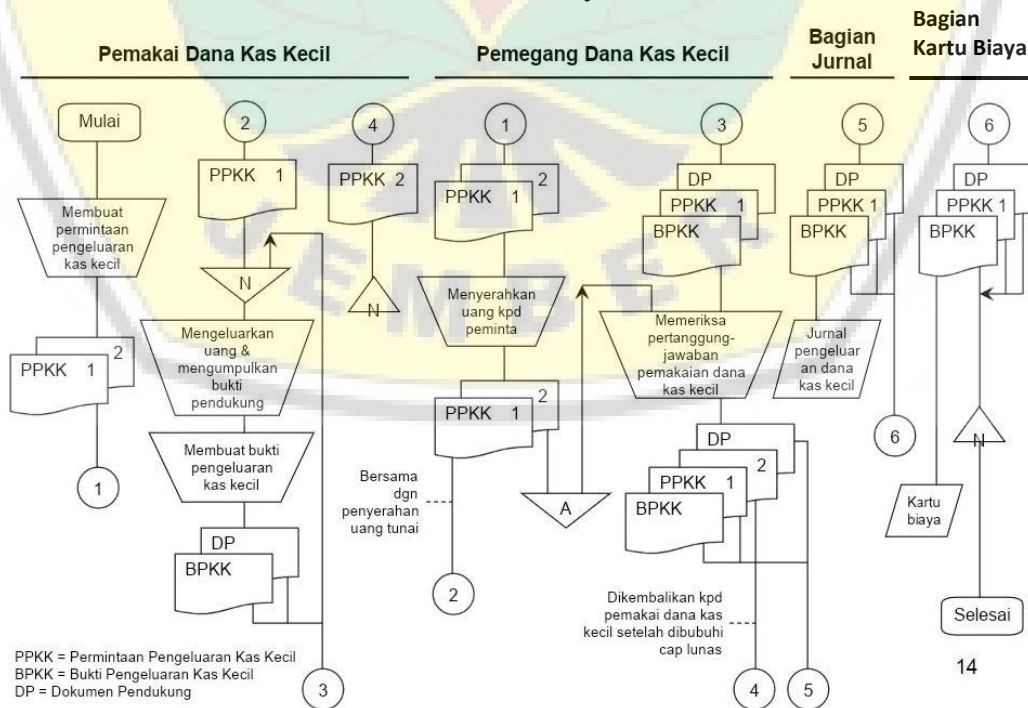 Pemakai Dana Kas Kecil
Pemegang Dana Kas Kecil
Bagian
Jurnal
Bagian
Kartu Biaya
Mulai
Membuat
permintaan
pengeluaran
kas kecil
2
PPKK 1
1
2
PPKK 1
N
Mengeluarkan
uang &
mengumpulkan
bukti
pendukung
Membuat bukti
pengeluaran
kas kecil
DP
BPKK
3
4
PPKK 2
N
1
2
PPKK 1
Menyerahkan
uang kpd
peminta
2
PPKK 1
Bersama
dgn
penyerahan
uang tunai
A
2
3
DP
PPKK 1
BPKK
Memeriksa
pertanggung-
jawaban
pemakaian dana
kas kecil
DP
2
PPKK 1
BPKK
Dikembalikan kpd
pemakai dana kas
kecil setelah dibubuhi
cap lunas
4
5
5
DP
PPKK 1
BPKK
Jurnal
pengeluar
an dana
kas kecil
6
6
DP
PPKK 1
BPKK
N
Kartu
biaya
Selesai
PPKK = Permintaan Pengeluaran Kas Kecil
BPKK = Bukti Pengeluaran Kas Kecil
DP = Dokumen Pendukung
14
JEMBER